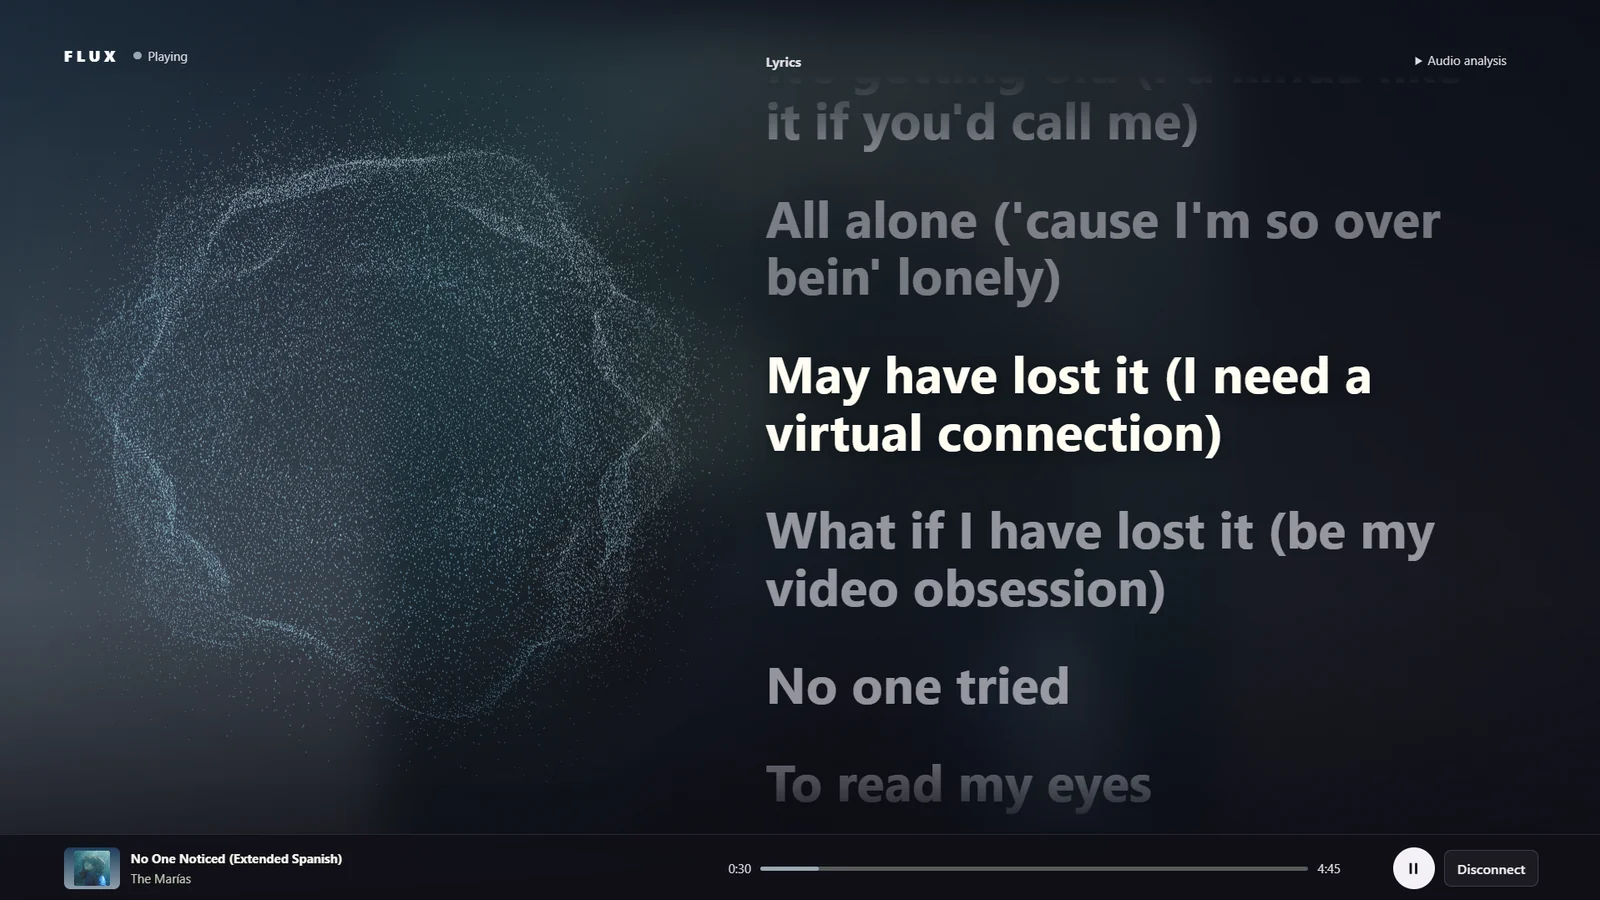 FLUX
Playing
Lyrics
Audio analysis
it if you'd call me)
All alone ('cause I'm so over
bein' lonely)
May have lost it (I need a
virtual connection)
What if I have lost it (be my
video obsession)
No one tried
To read my eyes
No One Noticed (Extended Spanish)
The Marías
0:30
4:45
Disconnect